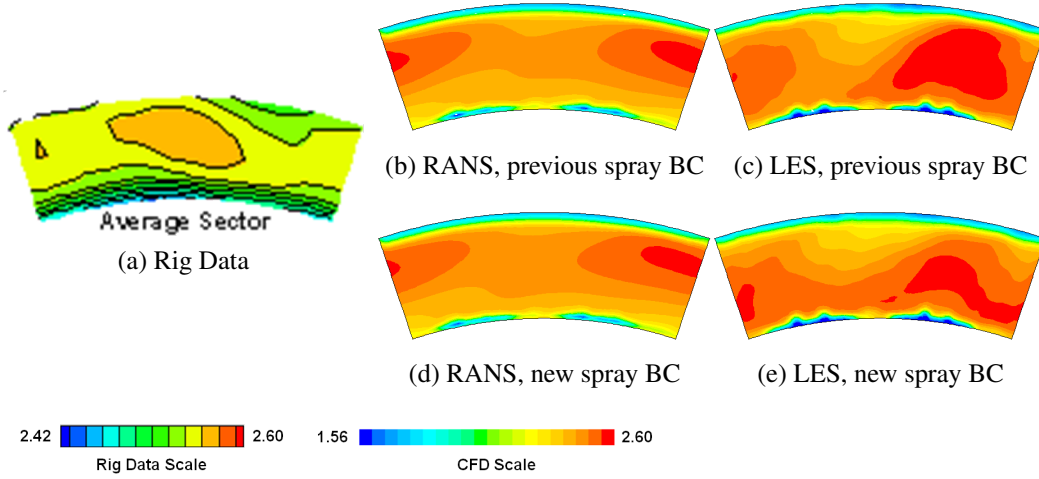 Average Sector
(a) Rig Data
(b) RANS, previous spray BC
(c) LES, previous spray BC
(d) RANS, new spray BC
(e) LES, new spray BC
2.42 2.60
Rig Data Scale
1.56 2.60
CFD Scale